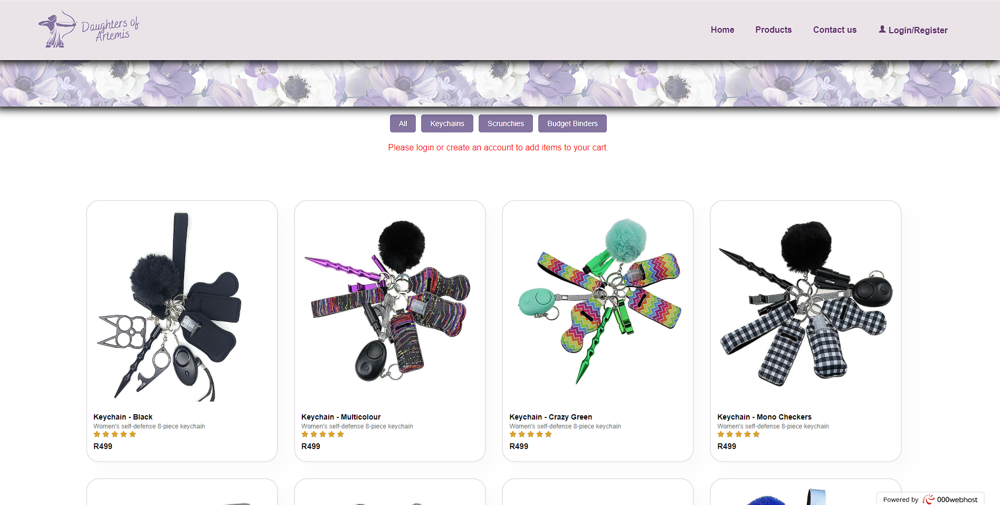 Daughters of
Artemis
Home
Products
Contact us
Login/Register
All
Keychains
Scrunchies
Budget Binders
Please login or create an account to add items to your cart.
Keychain - Black
Women's self-defense 8-piece keychain
R499
Keychain - Multicolour
Women's self-defense 8-piece keychain
R499
Keychain - Crazy Green
Women's self-defense 8-piece keychain
R499
Keychain - Mono Checkers
Women's self-defense 8-piece keychain
R499
Powered by 000webhost